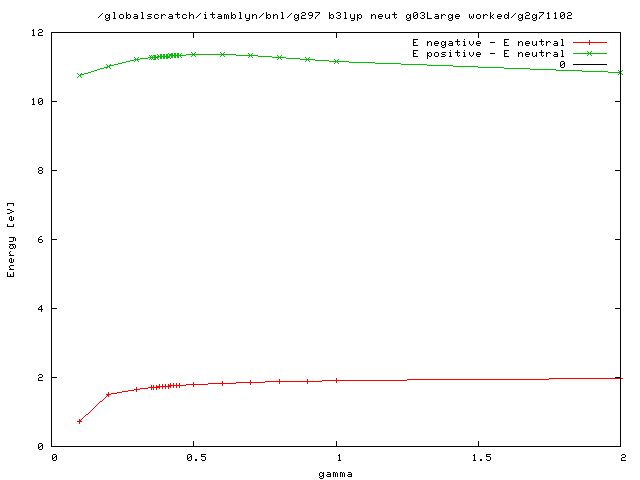 /globalscratch/itamblyn/bnl/g297 b3lyp neut g03Large worked/g2g71102
E negative - E neutral
E positive - E neutral
0
12
10
8
6
4
2
0
Energy [eV]
0 0.5 1 1.5 2
gamma